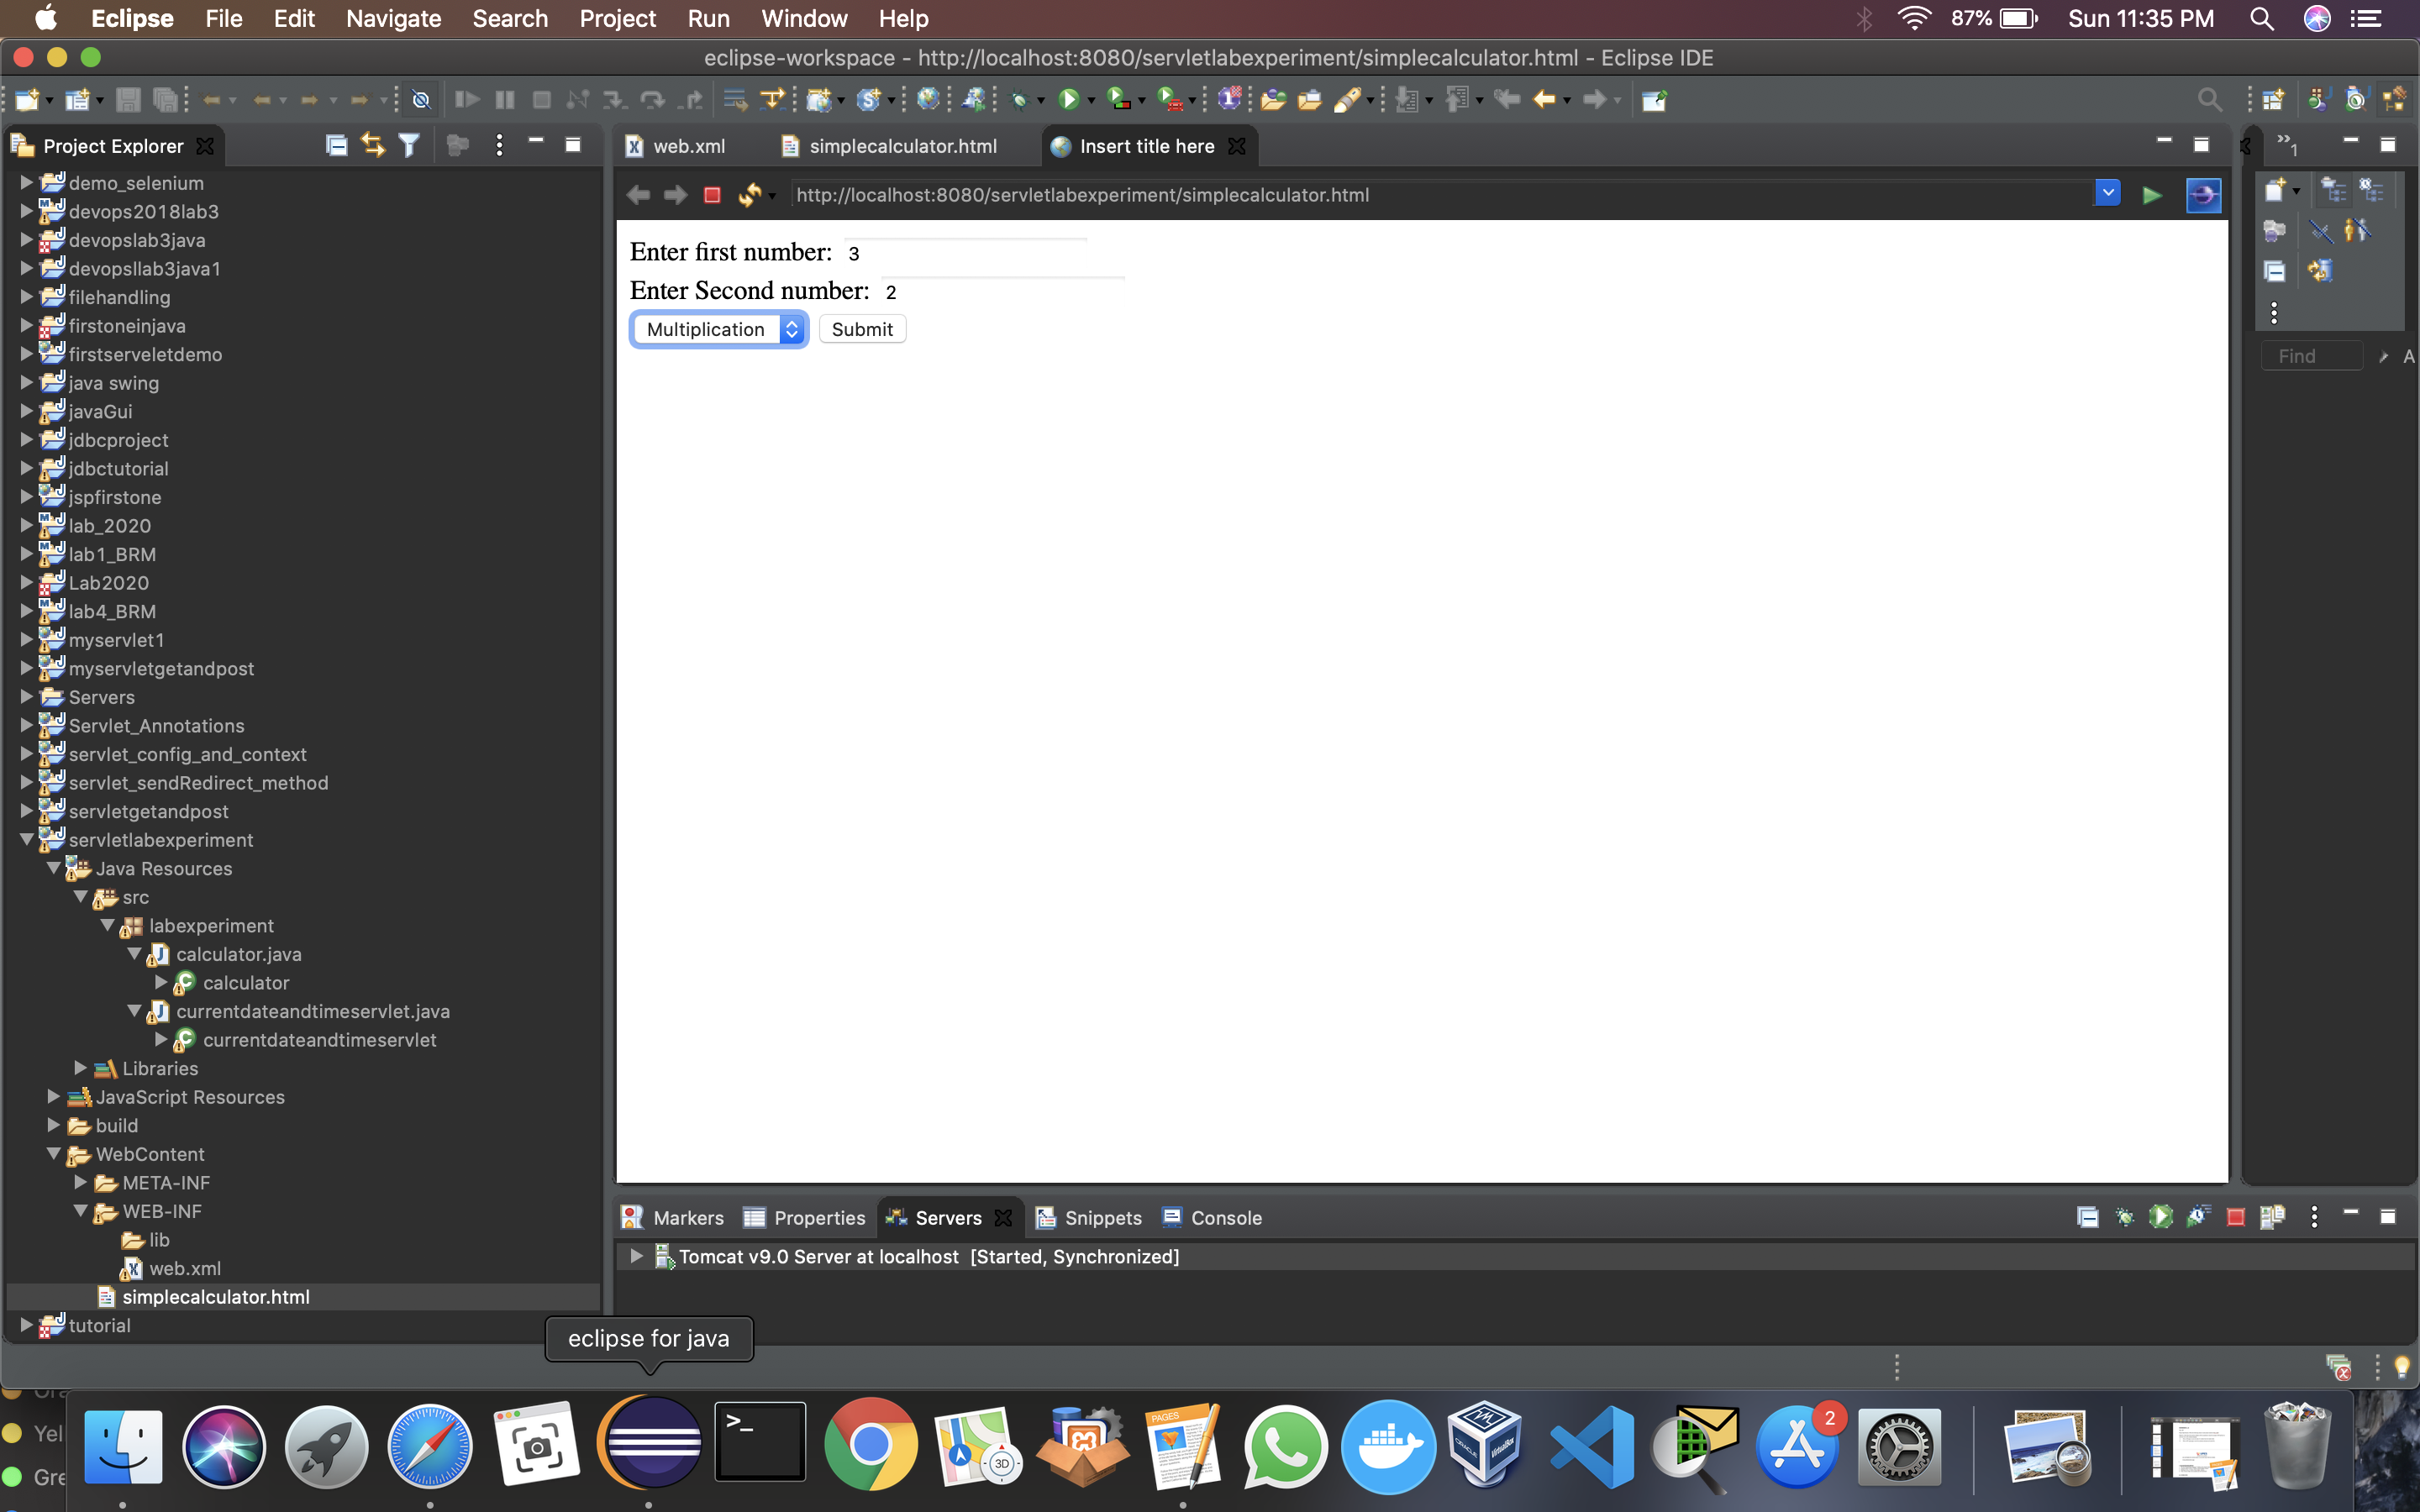 Eclipse File Edit Navigate Search Project Run Window Help 87% Sun 11:35 PM
eclipse-workspace - http://localhost:8080/servletlabexperiment/simplecalculator.html - Eclipse IDE
Project Explorer
demo_selenium
devops2018lab3
devopslab3java
devopsllab3java1
filehandling
firstoneinjava
firstserveletdemo
java swing
javaGui
jdbcproject
jdbctutorial
jspfirstone
lab_2020
lab1_BRM
Lab2020
lab4_BRM
myservlet1
myservletgetandpost
Servers
Servlet_Annotations
servlet_config_and_context
servlet_sendRedirect_method
servletgetandpost
servletlabexperiment
Java Resources
src
labexperiment
calculator.java
calculator
currentdateandtimeservlet.java
currentdateandtimeservlet
Libraries
JavaScript Resources
build
WebContent
META-INF
WEB-INF
lib
web.xml
simplecalculator.html
tutorial
web.xml simplecalculator.html Insert title here
http://localhost:8080/servletlabexperiment/simplecalculator.html
Enter first number: 3
Enter Second number: 2
Multiplication Submit
1
Find A
Markers Properties Servers Snippets Console
Tomcat v9.0 Server at localhost [Started, Synchronized]
eclipse for java
Yel
Gre
>_
3D
PAGES
2